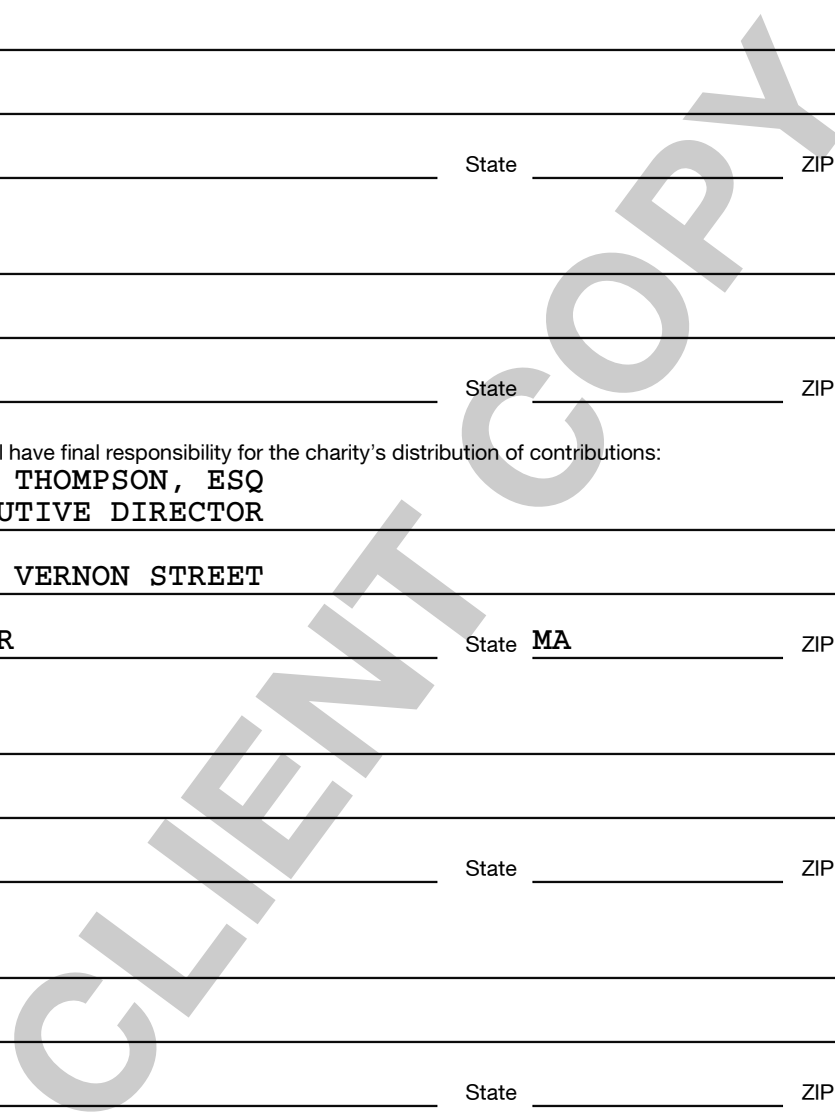 State ZIP
State ZIP
have final responsibility for the charity's distribution of contributions:
THOMPSON, ESQ
DIRECTOR
VERNON STREET
State MA ZIP
State ZIP
State ZIP
CLIENT COPY